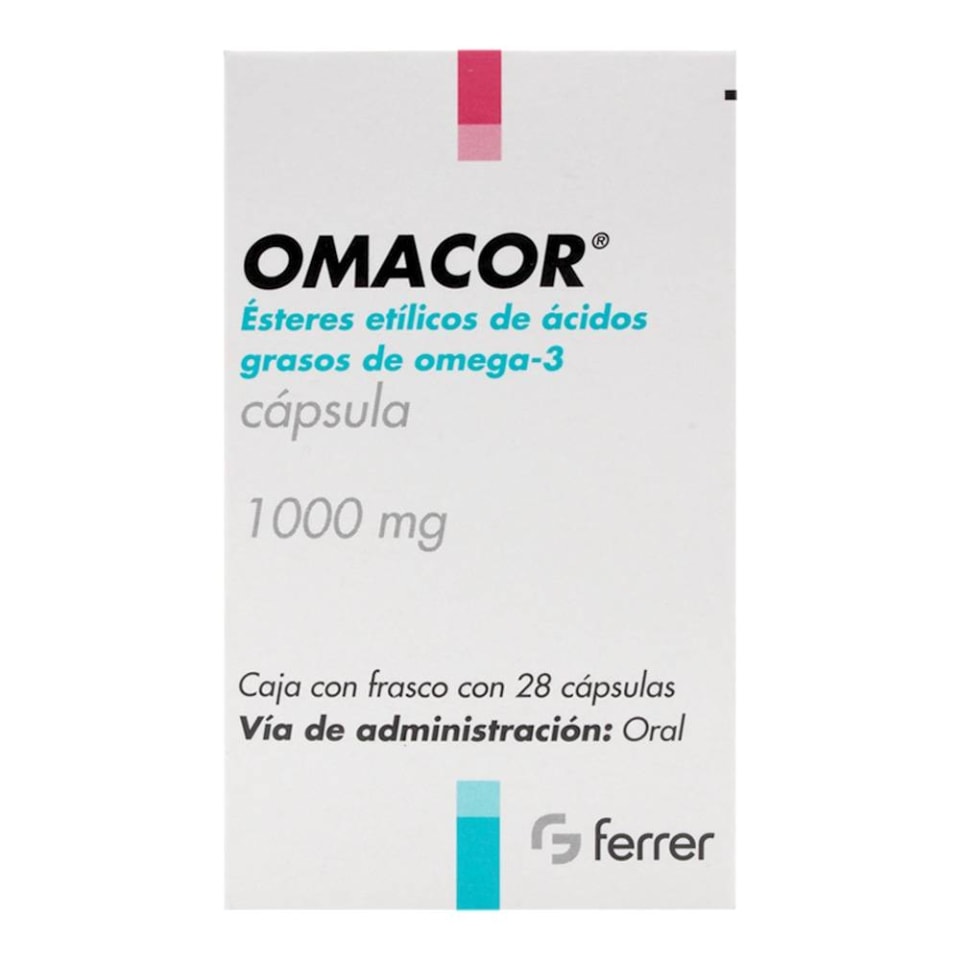 OMACOR®
Ésteres etílicos de ácidos
grasos de omega-3
cápsula
1000 mg
Caja con frasco con 28 cápsulas
Vía de administración: Oral
ferrer